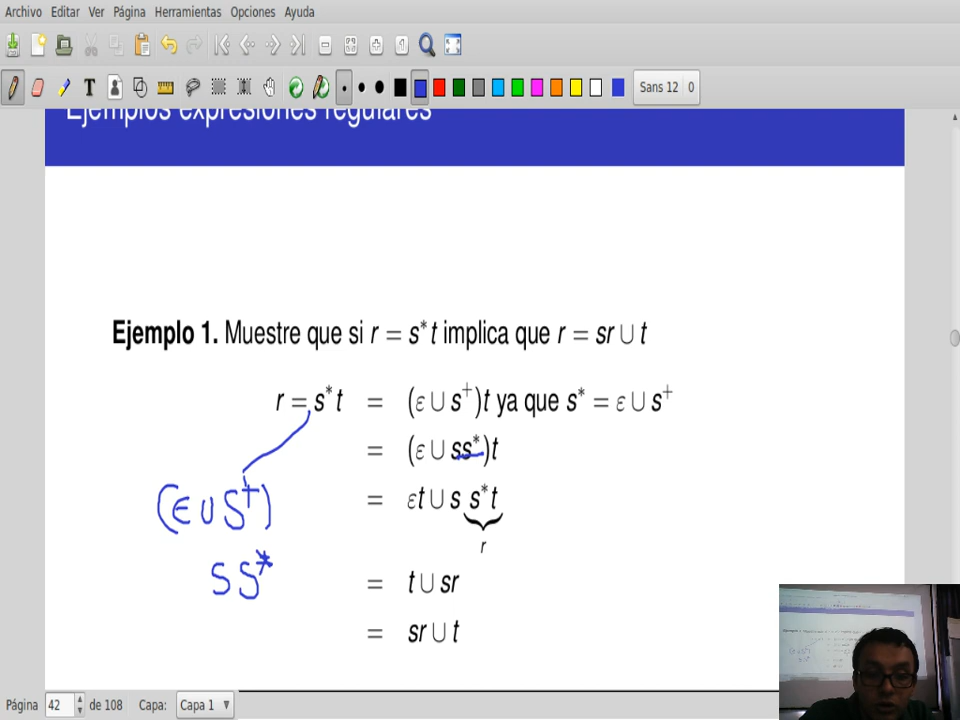 Archivo Editar Ver Página Herramientas Opciones Ayuda
T Sans 12 0
Ejemplos expresiones regulares
Ejemplo 1. Muestre que si r = s* t implica que r = sr ∪ t
r = s* t = (ε ∪ s⁺)t ya que s* = ε ∪ s⁺
= (ε ∪ ss*)t
(ε ∪ S⁺) = εt ∪ s s* t
r
S S* = t ∪ sr
= sr ∪ t
Página 42 de 108 Capa: Capa 1